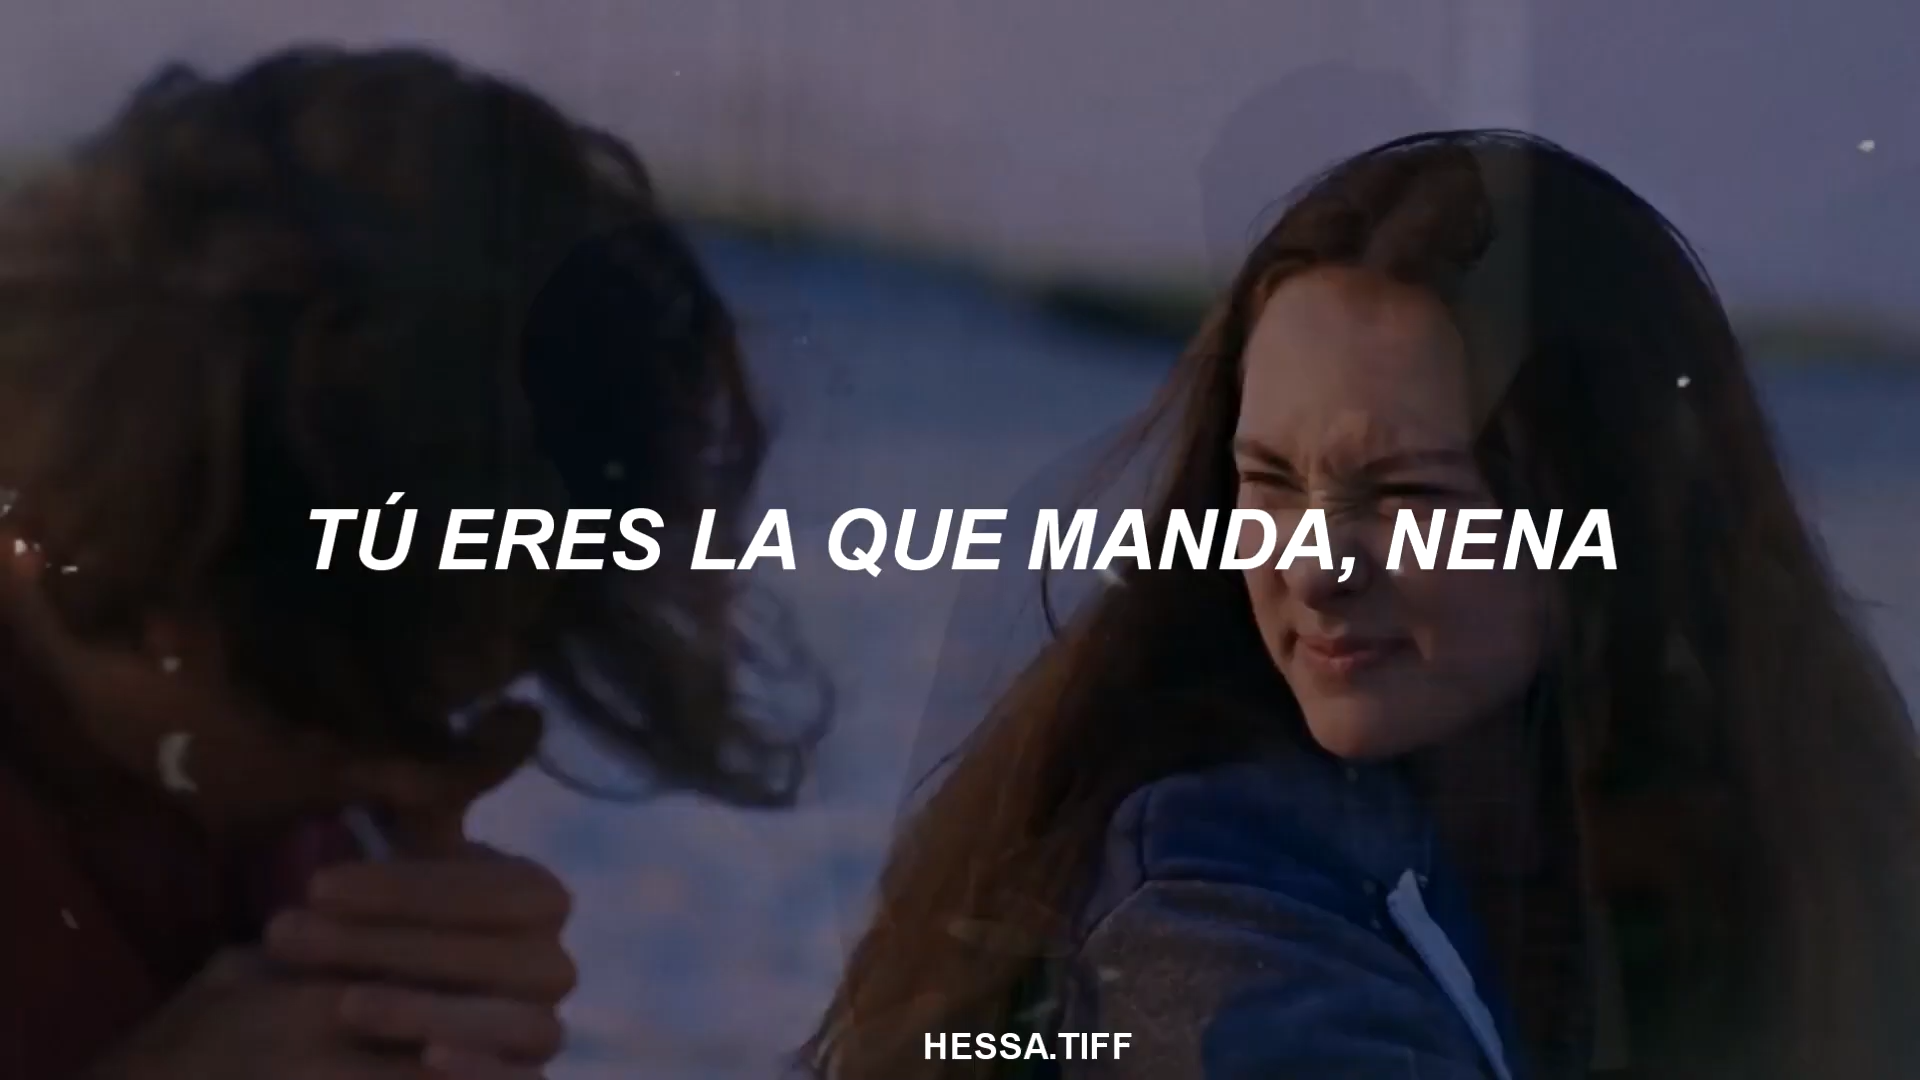 TÚ ERES LA QUE MANDA, NENA
HESSA.TIFF